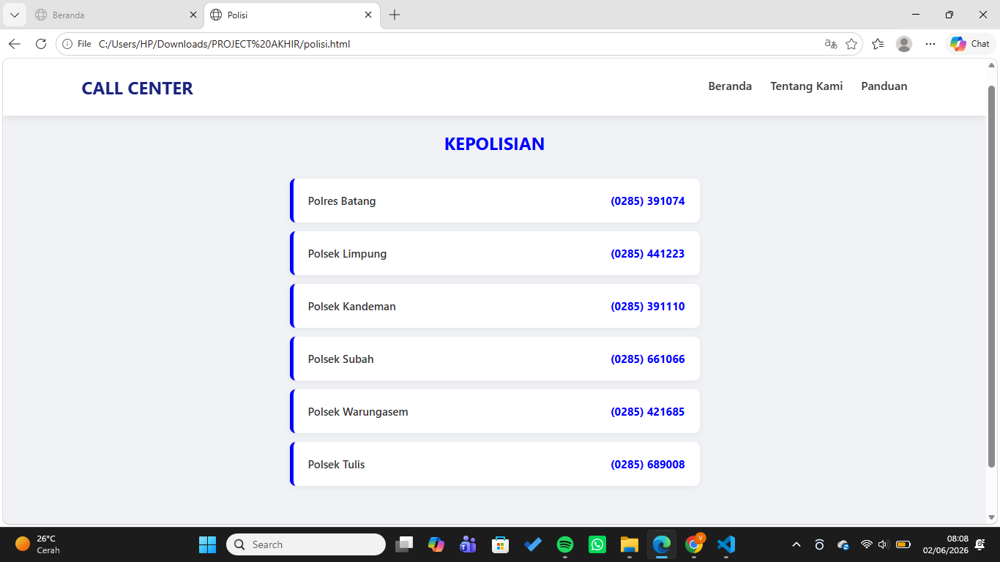 Beranda
Polisi
File
C:/Users/HP/Downloads/PROJECT%20AKHIR/polisi.html
Chat
CALL CENTER
Beranda
Tentang Kami
Panduan
KEPOLISIAN
Polres Batang (0285) 391074
Polsek Limpung (0285) 441223
Polsek Kandeman (0285) 391110
Polsek Subah (0285) 661066
Polsek Warungasem (0285) 421685
Polsek Tulis (0285) 689008
26°C
Cerah
Search
V
08:08
02/06/2026